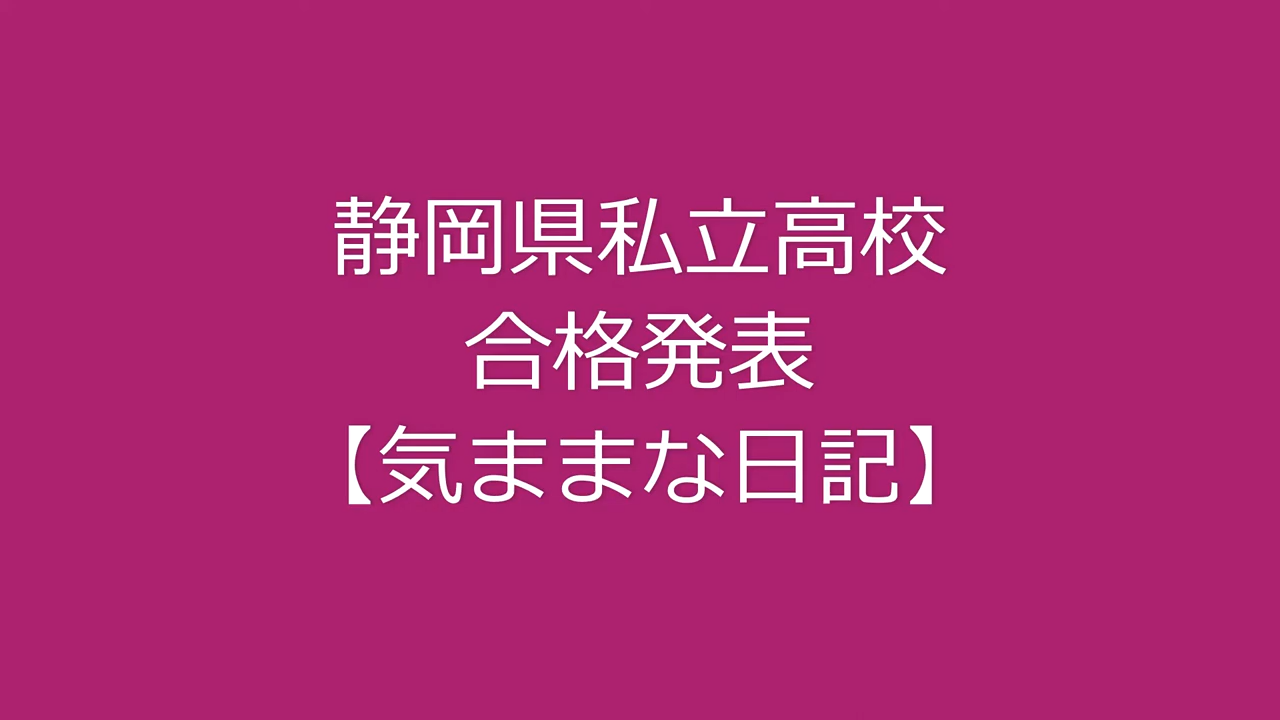 静岡県私立高校
合格発表
【気ままな日記】